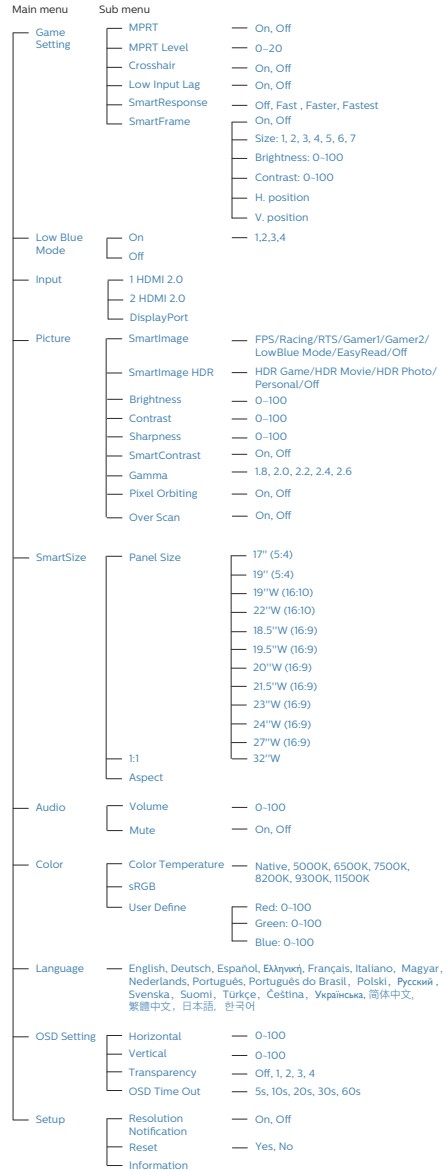 Main menu Sub menu
Game Setting
MPRT On, Off
MPRT Level 0~20
Crosshair On, Off
Low Input Lag On, Off
SmartResponse Off, Fast , Faster, Fastest
SmartFrame On, Off
Size: 1, 2, 3, 4, 5, 6, 7
Brightness: 0~100
Contrast: 0~100
H. position
V. position
Low Blue Mode
On 1,2,3,4
Off
Input
1 HDMI 2.0
2 HDMI 2.0
DisplayPort
Picture
SmartImage FPS/Racing/RTS/Gamer1/Gamer2/
LowBlue Mode/EasyRead/Off
SmartImage HDR HDR Game/HDR Movie/HDR Photo/
Personal/Off
Brightness 0~100
Contrast 0~100
Sharpness 0~100
SmartContrast On, Off
Gamma 1.8, 2.0, 2.2, 2.4, 2.6
Pixel Orbiting On, Off
Over Scan On, Off
SmartSize
Panel Size 17" (5:4)
19" (5:4)
19"W (16:10)
22"W (16:10)
18.5"W (16:9)
19.5"W (16:9)
20"W (16:9)
21.5"W (16:9)
23"W (16:9)
24"W (16:9)
27"W (16:9)
1:1 32"W
Aspect
Audio
Volume 0~100
Mute On, Off
Color
Color Temperature Native, 5000K, 6500K, 7500K,
8200K, 9300K, 11500K
sRGB
User Define Red: 0~100
Green: 0~100
Blue: 0~100
Language English, Deutsch, Español, Ελληνική, Français, Italiano, Magyar,
Nederlands, Português, Português do Brasil, Polski, Русский ,
Svenska, Suomi, Türkçe, Čeština, Українська, 简体中文,
繁體中文, 日本語, 한국어
OSD Setting
Horizontal 0~100
Vertical 0~100
Transparency Off, 1, 2, 3, 4
OSD Time Out 5s, 10s, 20s, 30s, 60s
Setup
Resolution On, Off
Notification
Reset Yes, No
Information